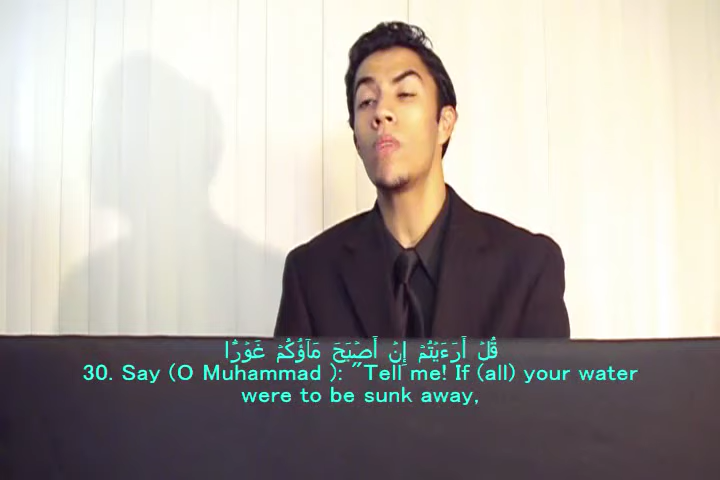 قُلۡ أَرَءَيۡتُمۡ إِنۡ أَصۡبَحَ مَآؤُكُمۡ غَوۡرٗا
30. Say (O Muhammad ): "Tell me! If (all) your water
were to be sunk away,